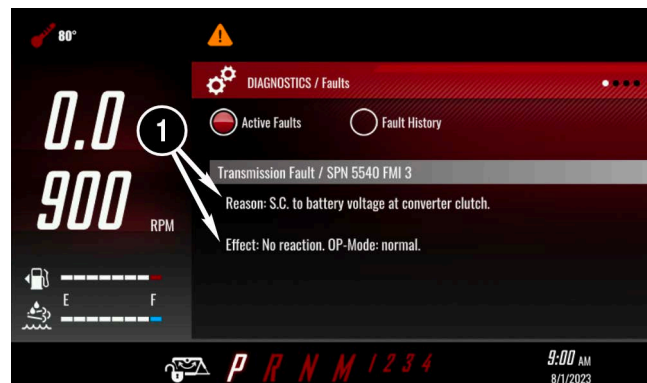 80°
DIAGNOSTICS / Faults
0.0
1
Active Faults
Fault History
Transmission Fault / SPN 5540 FMI 3
900
RPM
Reason: S.C. to battery voltage at converter clutch.
Effect: No reaction. OP-Mode: normal.
E F
P R N M 1 2 3 4
9:00 AM
8/1/2023